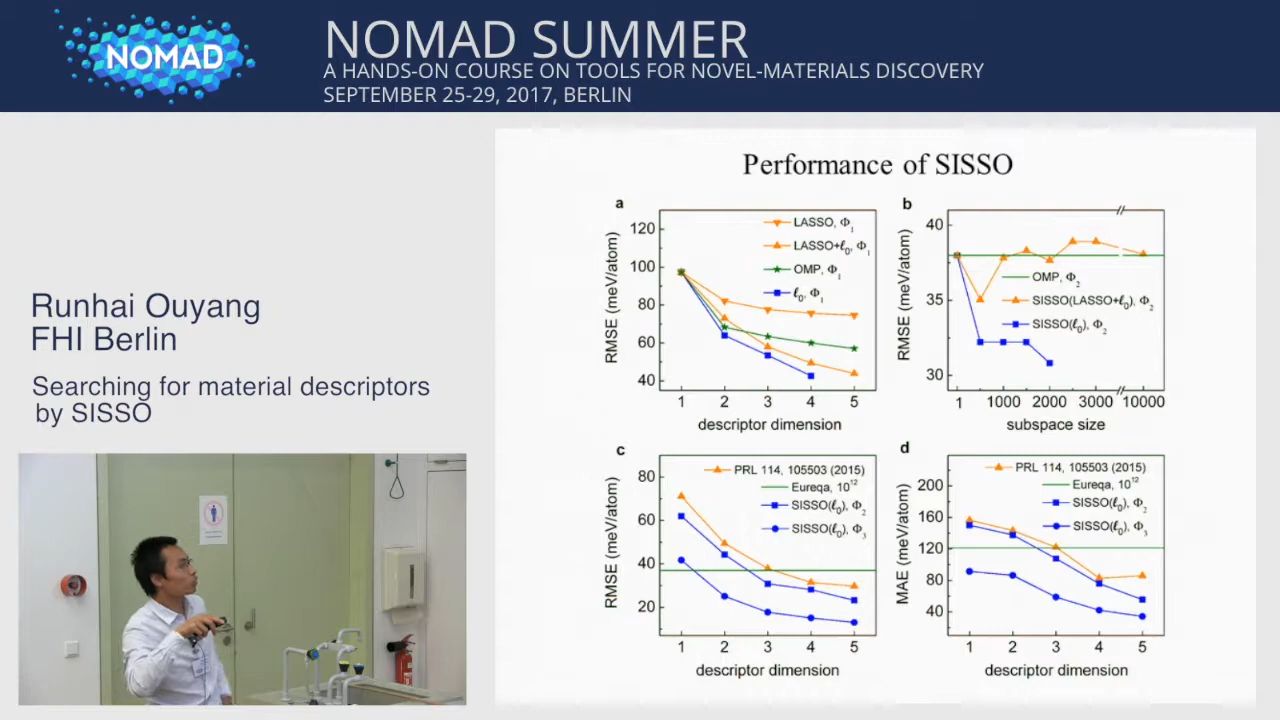 NOMAD
NOMAD SUMMER
A HANDS-ON COURSE ON TOOLS FOR NOVEL-MATERIALS DISCOVERY
SEPTEMBER 25-29, 2017, BERLIN
Runhai Ouyang
FHI Berlin
Searching for material descriptors
by SISSO
Performance of SISSO
a
RMSE (meV/atom)
120
100
80
60
40
LASSO, Φ₁
LASSO+ℓ₀, Φ₁
OMP, Φ₁
ℓ₀, Φ₁
1 2 3 4 5
descriptor dimension
b
RMSE (meV/atom)
40
35
30
OMP, Φ₂
SISSO(LASSO+ℓ₀), Φ₂
SISSO(ℓ₀), Φ₂
1 1000 2000 3000 10000
subspace size
c
RMSE (meV/atom)
80
60
40
20
PRL 114, 105503 (2015)
Eureqa, 10¹²
SISSO(ℓ₀), Φ₂
SISSO(ℓ₀), Φ₃
1 2 3 4 5
descriptor dimension
d
MAE (meV/atom)
200
160
120
80
40
PRL 114, 105503 (2015)
Eureqa, 10¹²
SISSO(ℓ₀), Φ₂
SISSO(ℓ₀), Φ₃
1 2 3 4 5
descriptor dimension